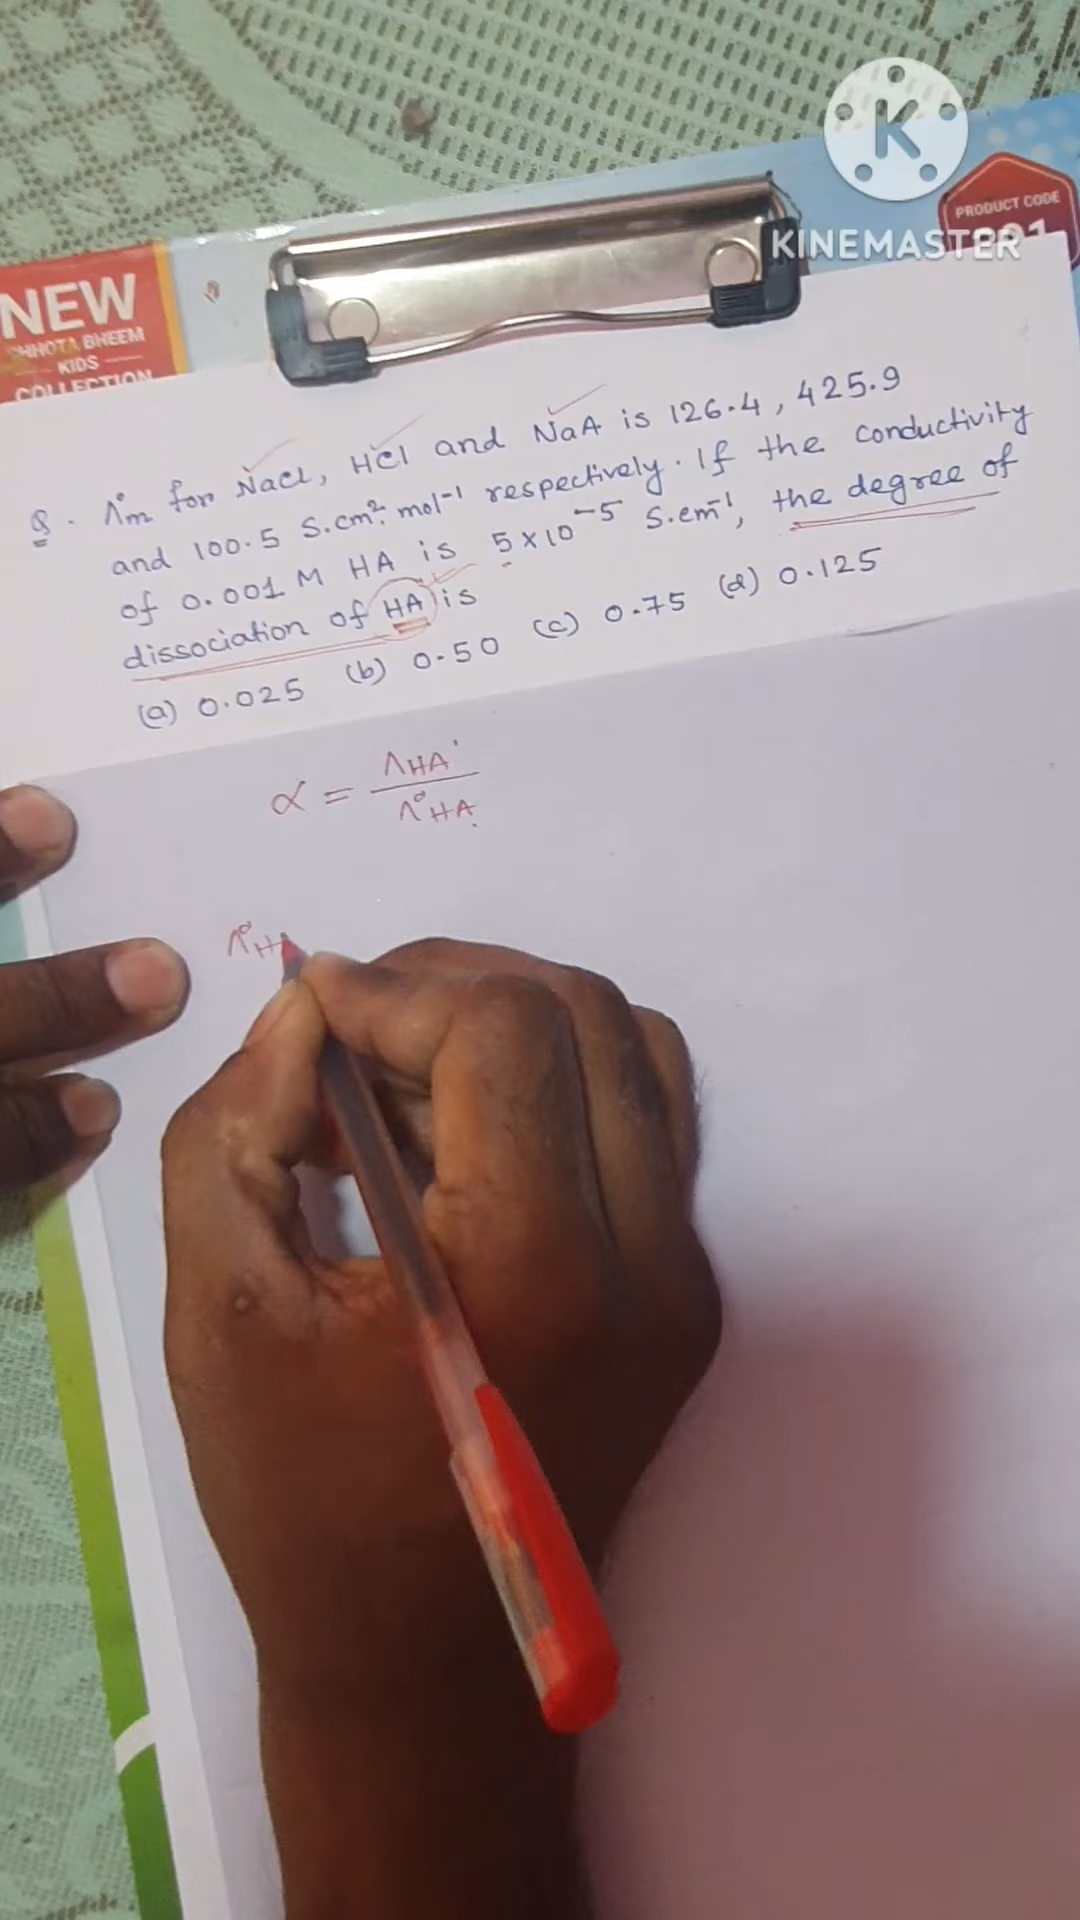 K
KINEMASTER
PRODUCT CODE
NEW
CHHOTA BHEEM
KIDS
COLLECTION
Q. Λ°m for NaCl, HCl and NaA is 126.4, 425.9
and 100.5 S.cm². mol⁻¹ respectively. If the conductivity
of 0.001 M HA is 5×10⁻⁵ S.cm⁻¹, the degree of
dissociation of HA is
(a) 0.025 (b) 0.50 (c) 0.75 (d) 0.125
α = ΛHA / Λ°HA
Λ°HA